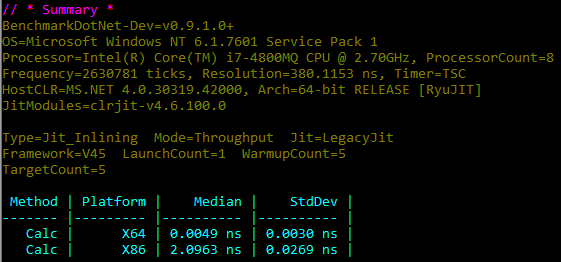 // * Summary *
BenchmarkDotNet-Dev=v0.9.1.0+
OS=Microsoft Windows NT 6.1.7601 Service Pack 1
Processor=Intel(R) Core(TM) i7-4800MQ CPU @ 2.70GHz, ProcessorCount=8
Frequency=2630781 ticks, Resolution=380.1153 ns, Timer=TSC
HostCLR=MS.NET 4.0.30319.42000, Arch=64-bit RELEASE [RyuJIT]
JitModules=clrjit-v4.6.100.0
Type=Jit_Inlining  Mode=Throughput  Jit=LegacyJit
Framework=V45  LaunchCount=1  WarmupCount=5
TargetCount=5
Method | Platform |    Median |    StdDev |
------- |--------- |---------- |---------- |
Calc |      X64 | 0.0049 ns | 0.0030 ns |
Calc |      X86 | 2.0963 ns | 0.0269 ns |